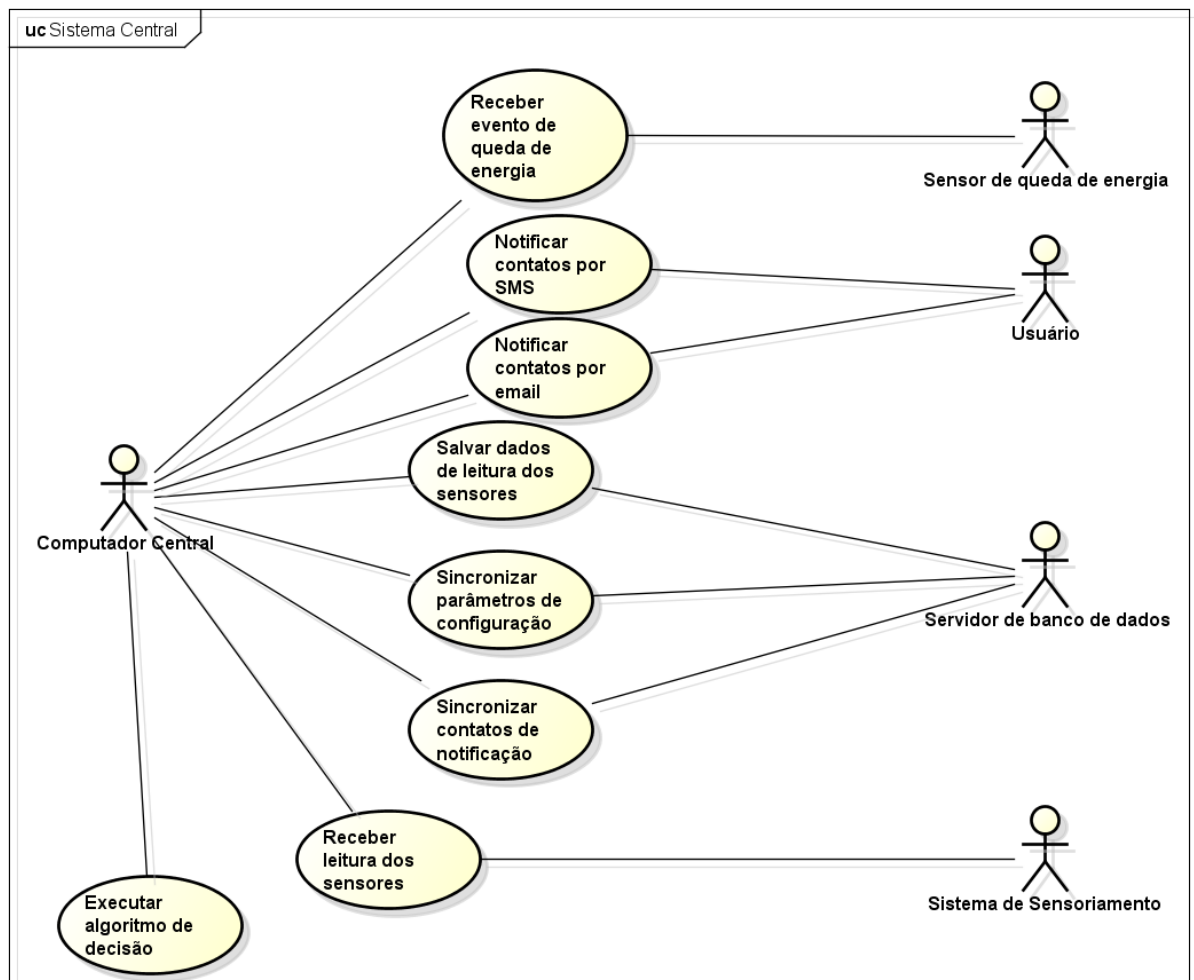 uc Sistema Central
Receber
evento de
queda de
energia
Sensor de queda de energia
Notificar
contatos por
SMS
Usuário
Notificar
contatos por
email
Salvar dados
de leitura dos
sensores
Computador Central
Sincronizar
parâmetros de
configuração
Servidor de banco de dados
Sincronizar
contatos de
notificação
Receber
leitura dos
sensores
Sistema de Sensoriamento
Executar
algoritmo de
decisão